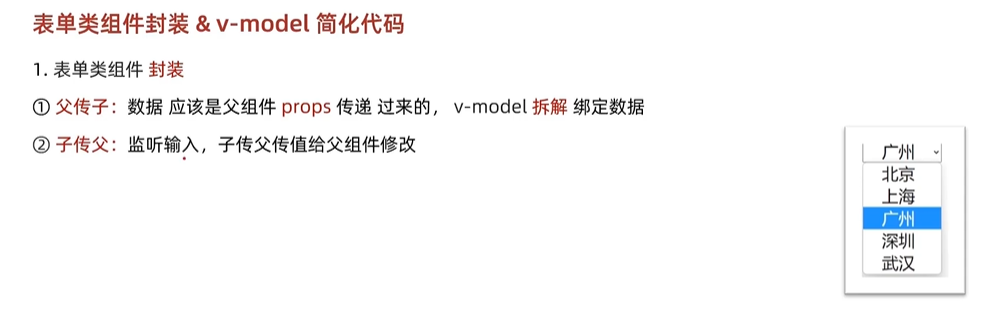 表单类组件封装 & v-model 简化代码
1. 表单类组件 封装
① 父传子：数据 应该是父组件 props 传递 过来的， v-model 拆解 绑定数据
② 子传父：监听输入，子传父传值给父组件修改
广州
北京
上海
广州
深圳
武汉